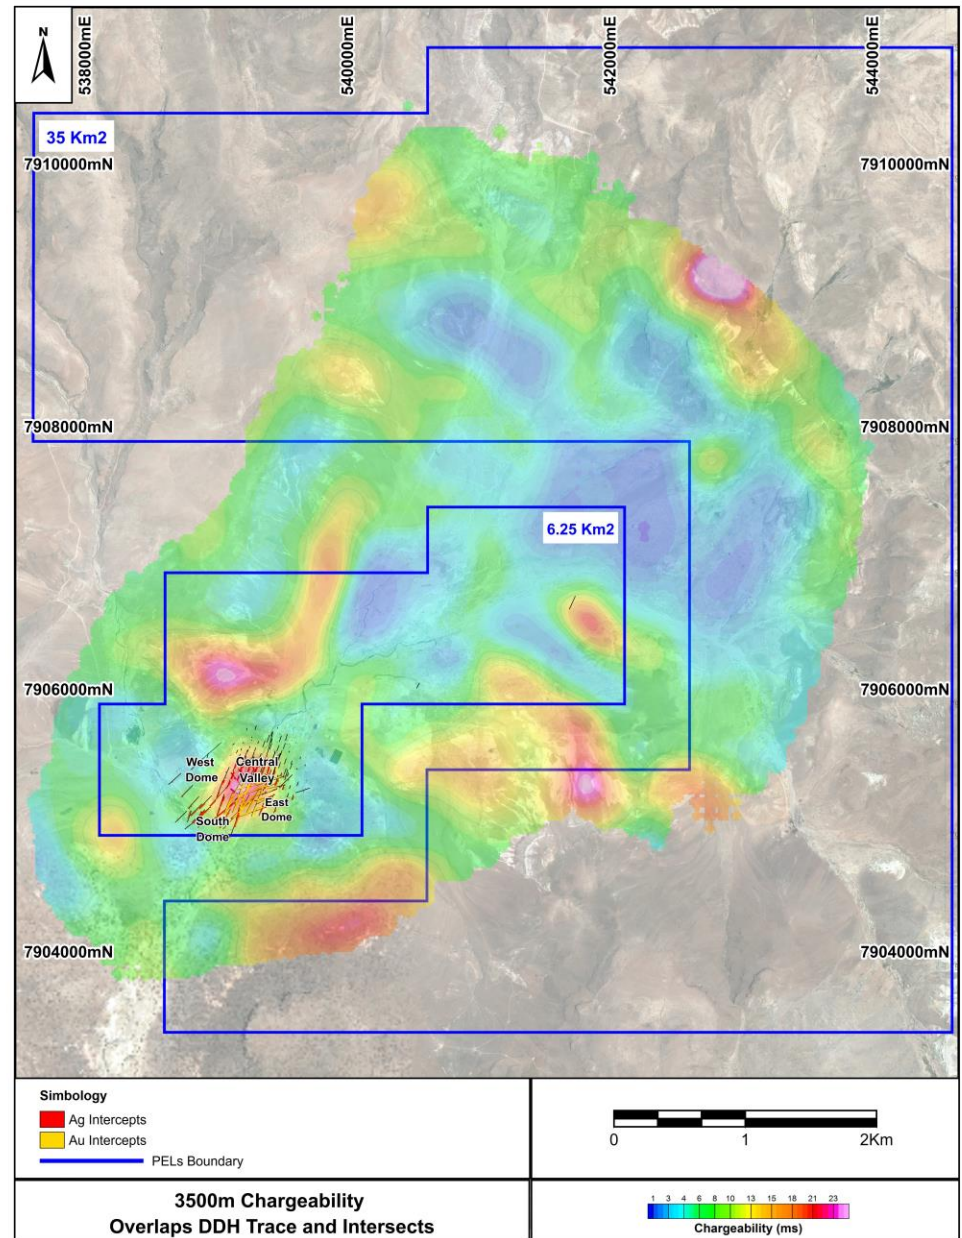 N
538000mE
540000mE
542000mE
544000mE
35 Km2
7910000mN
7910000mN
7908000mN
7908000mN
6.25 Km2
7906000mN
7906000mN
West
Dome
Central
Valley
East
Dome
South
Dome
7904000mN
7904000mN
Simbology
Ag Intercepts
Au Intercepts
PELs Boundary
0 1 2Km
3500m Chargeability
Overlaps DDH Trace and Intersects
1 3 4 6 8 10 13 15 18 21 23
Chargeability (ms)